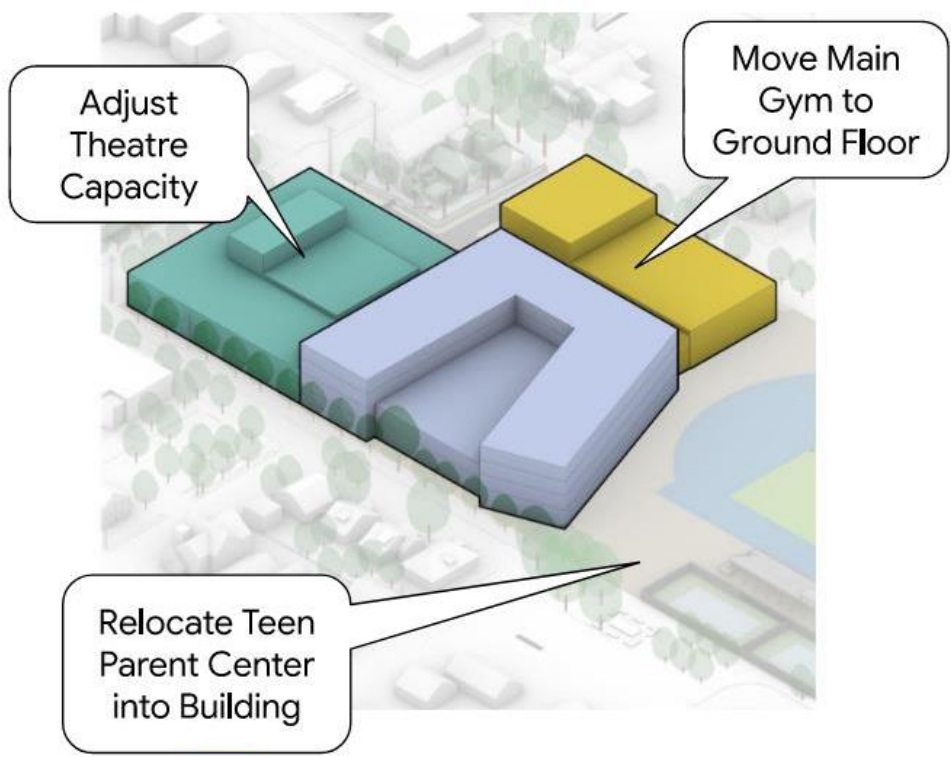 Adjust
Theatre
Capacity
Move Main
Gym to
Ground Floor
Relocate Teen
Parent Center
into Building